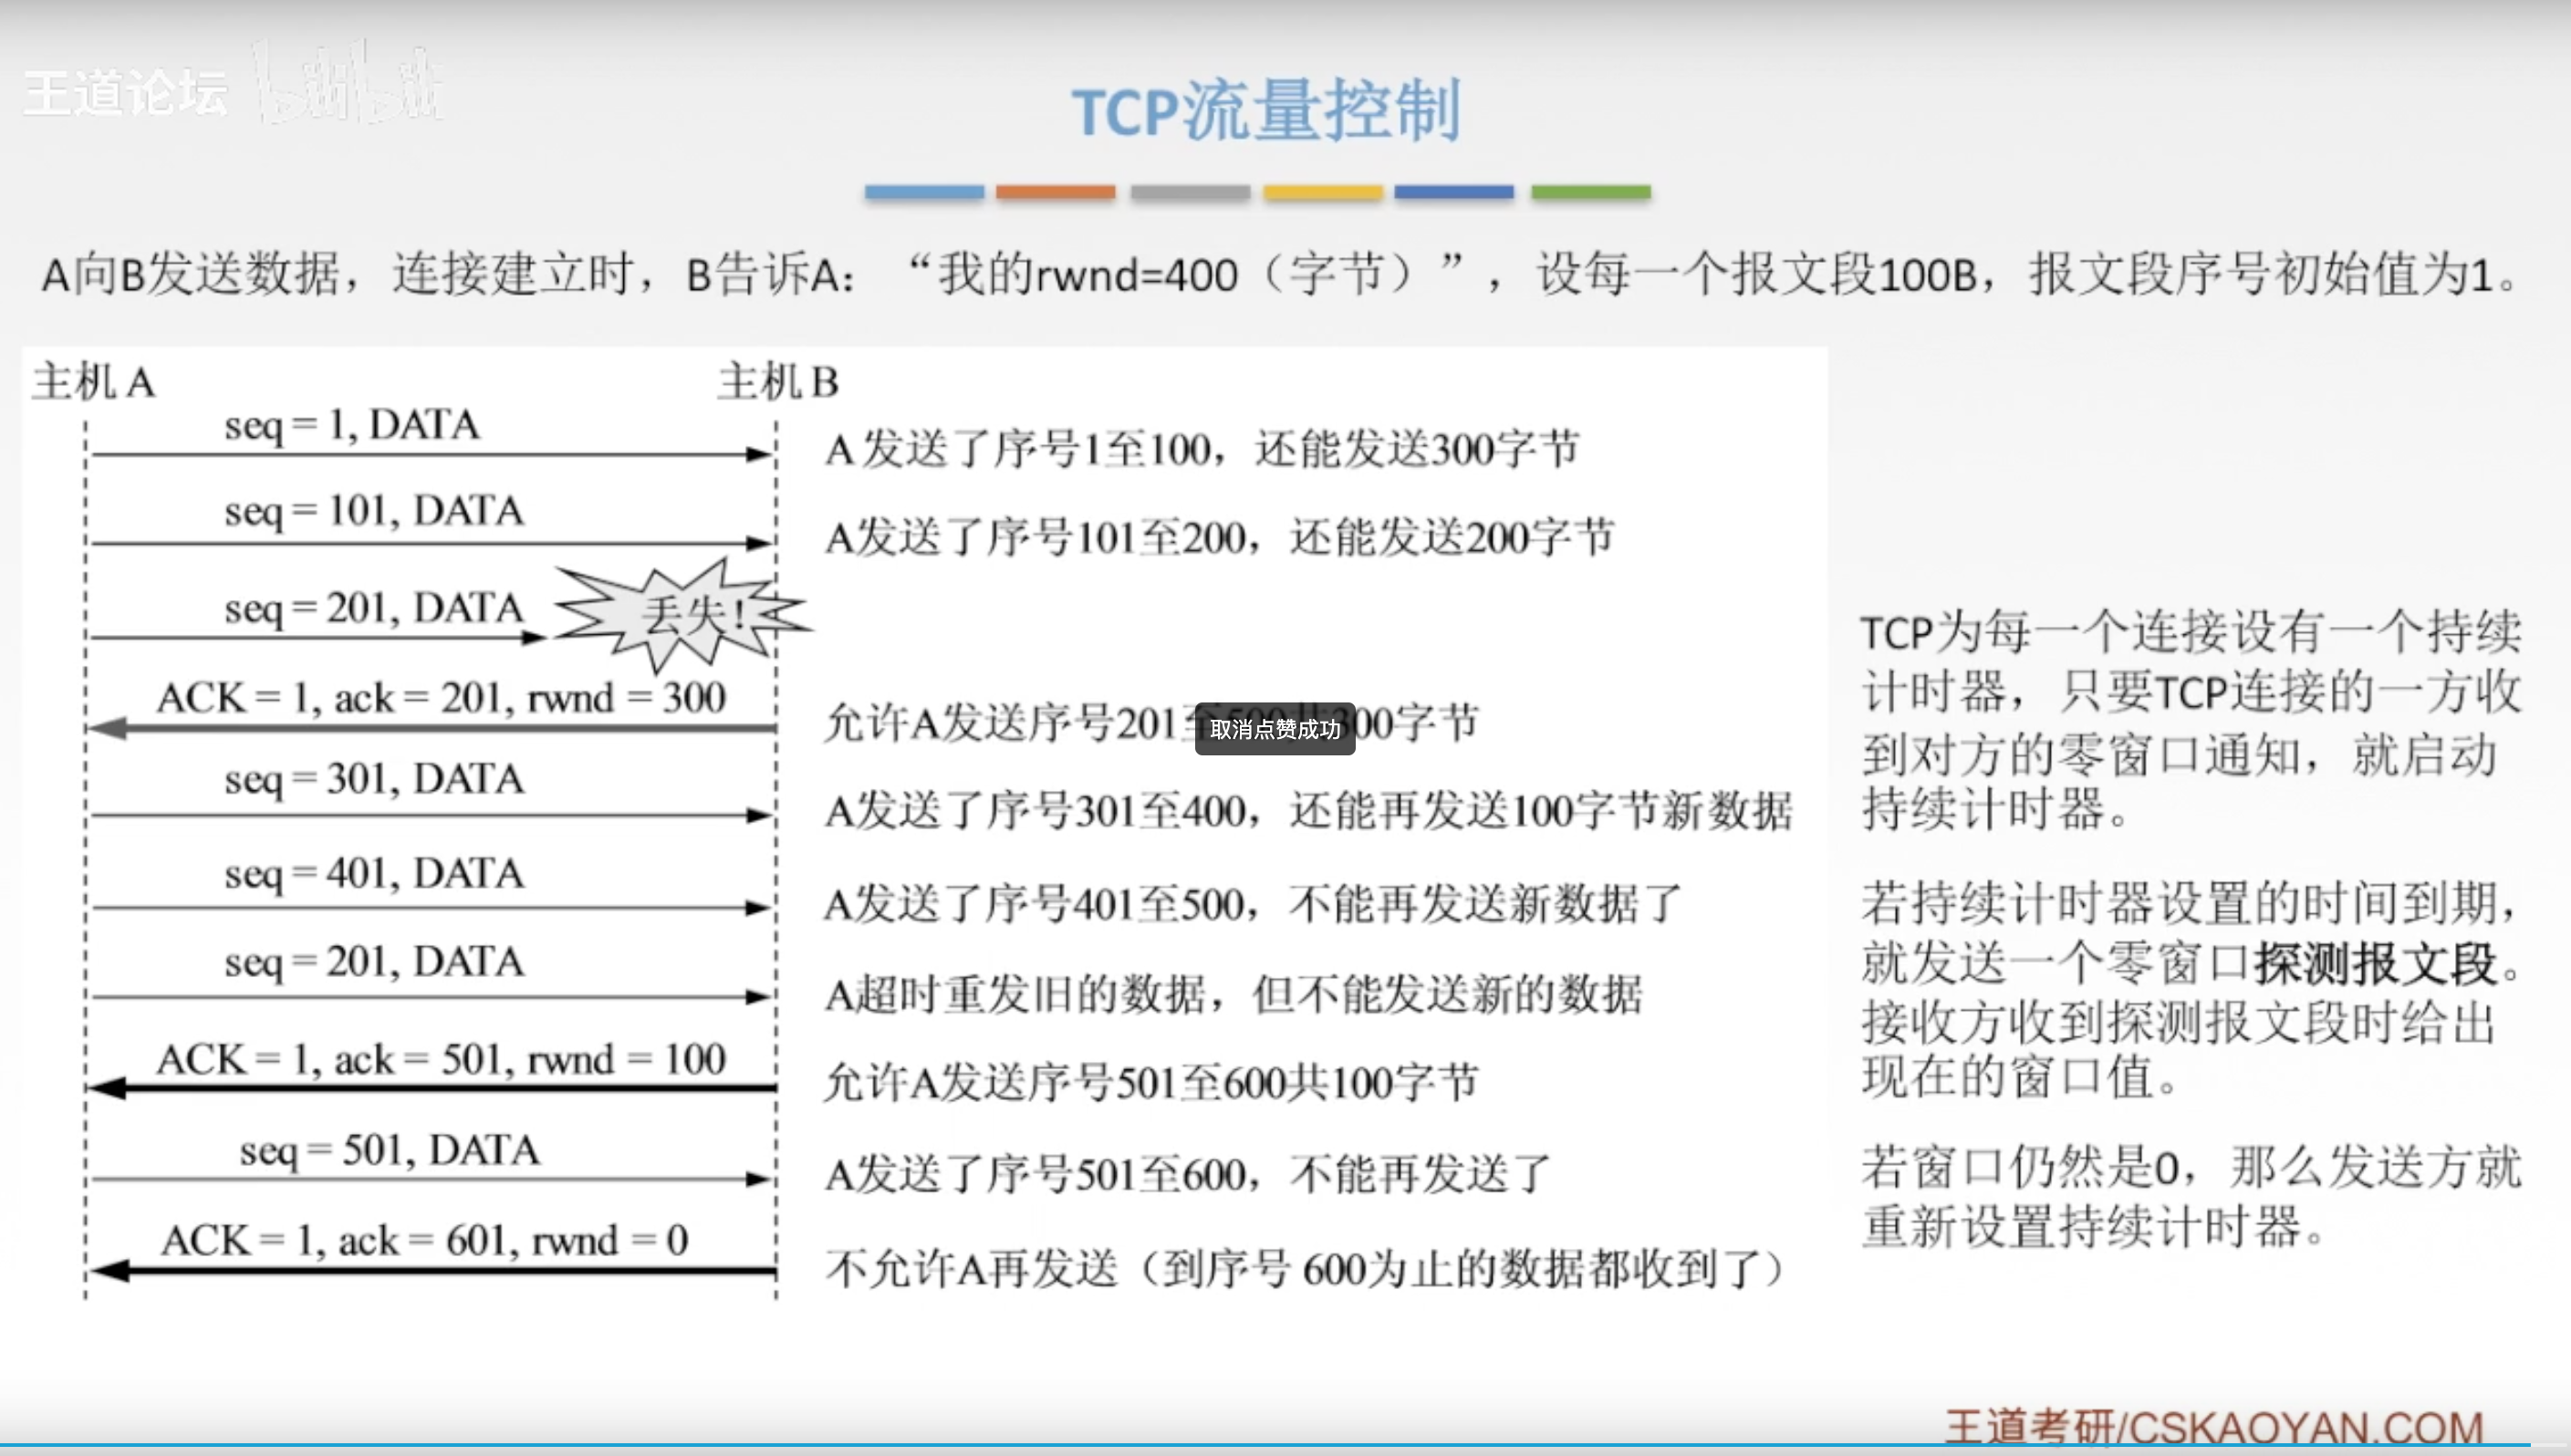 王道论坛 bilibili
TCP流量控制
A向B发送数据，连接建立时，B告诉A：“我的rwnd=400（字节）”，设每一个报文段100B，报文段序号初始值为1。
主机A 主机B
seq = 1, DATA
A发送了序号1至100，还能发送300字节
seq = 101, DATA
A发送了序号101至200，还能发送200字节
seq = 201, DATA 丢失！
ACK = 1, ack = 201, rwnd = 300
允许A发送序号201至500共300字节
取消点赞成功
seq = 301, DATA
A发送了序号301至400，还能再发送100字节新数据
seq = 401, DATA
A发送了序号401至500，不能再发送新数据了
seq = 201, DATA
A超时重发旧的数据，但不能发送新的数据
ACK = 1, ack = 501, rwnd = 100
允许A发送序号501至600共100字节
seq = 501, DATA
A发送了序号501至600，不能再发送了
ACK = 1, ack = 601, rwnd = 0
不允许A再发送（到序号 600为止的数据都收到了）
TCP为每一个连接设有一个持续
计时器，只要TCP连接的一方收
到对方的零窗口通知，就启动
持续计时器。
若持续计时器设置的时间到期，
就发送一个零窗口探测报文段。
接收方收到探测报文段时给出
现在的窗口值。
若窗口仍然是0，那么发送方就
重新设置持续计时器。
王道考研/CSKAOYAN.COM